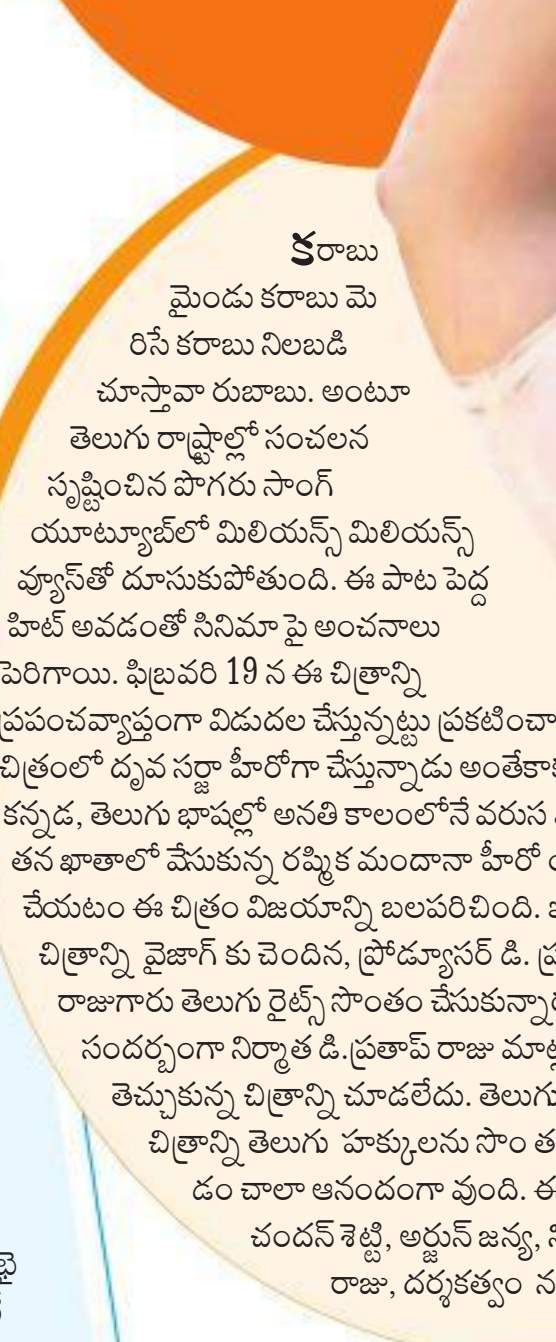 కరాబు
మైండు కరాబు మె
రిసే కరాబు నిలబడి
చూస్తావా రుబాబు. అంటూ
తెలుగు రాష్ట్రాల్లో సంచలన
సృష్టించిన పొగరు సాంగ్
యూట్యూబ్‌లో మిలియన్స్ మిలియన్స్
వ్యూస్‌తో దూసుకుపోతుంది. ఈ పాట పెద్ద
హిట్ అవడంతో సినిమా పై అంచనాలు
పెరిగాయి. ఫిబ్రవరి 19 న ఈ చిత్రాన్ని
ప్రపంచవ్యాప్తంగా విడుదల చేస్తున్నట్టు ప్రకటించా
చిత్రంలో దృవ సర్జా హీరోగా చేస్తున్నాడు అంతేకాక
కన్నడ, తెలుగు భాషల్లో అనతి కాలంలోనే వరుస
తన ఖాతాలో వేసుకున్న రష్మిక మందానా హీరో
చేయటం ఈ చిత్రం విజయాన్ని బలపరిచింది.
చిత్రాన్ని వైజాగ్ కు చెందిన, ప్రోడ్యూసర్ డి. ప్ర
రాజుగారు తెలుగు రైట్స్ సొంతం చేసుకున్నా
సందర్బంగా నిర్మాత డి.ప్రతాప్ రాజు మా
తెచ్చుకున్న చిత్రాన్ని చూడలేదు. తెలుగు
చిత్రాన్ని తెలుగు హక్కులను సొం త
డం చాలా ఆనందంగా వుంది. ఈ
చందన్ శెట్టి, అర్జున్ జన్య,
రాజు, దర్శకత్వం న